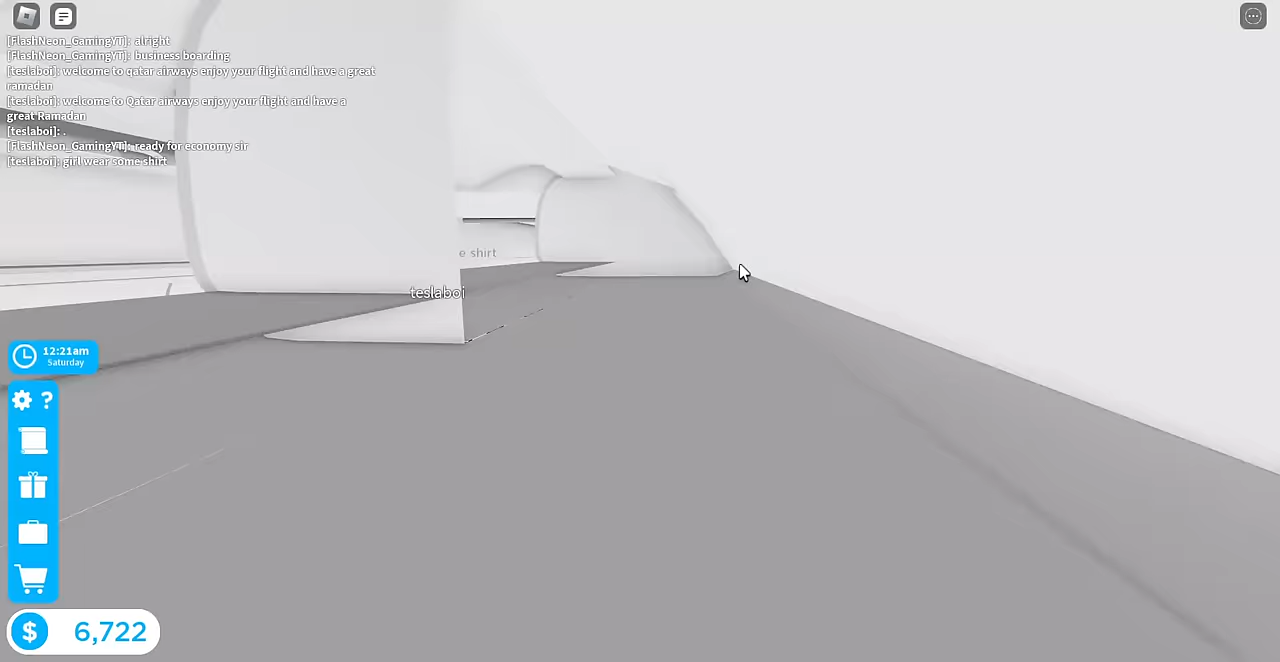 [FlashNeon_GamingYT]: alright
[FlashNeon_GamingYT]: business boarding
[teslaboi]: welcome to qatar airways enjoy your flight and have a great
ramadan
[teslaboi]: welcome to Qatar airways enjoy your flight and have a
great Ramadan
[teslaboi]: .
[FlashNeon_GamingYT]: ready for economy sir
[teslaboi]: girl wear some shirt
e shirt
teslaboi
12:21am
Saturday
?
$ 6,722